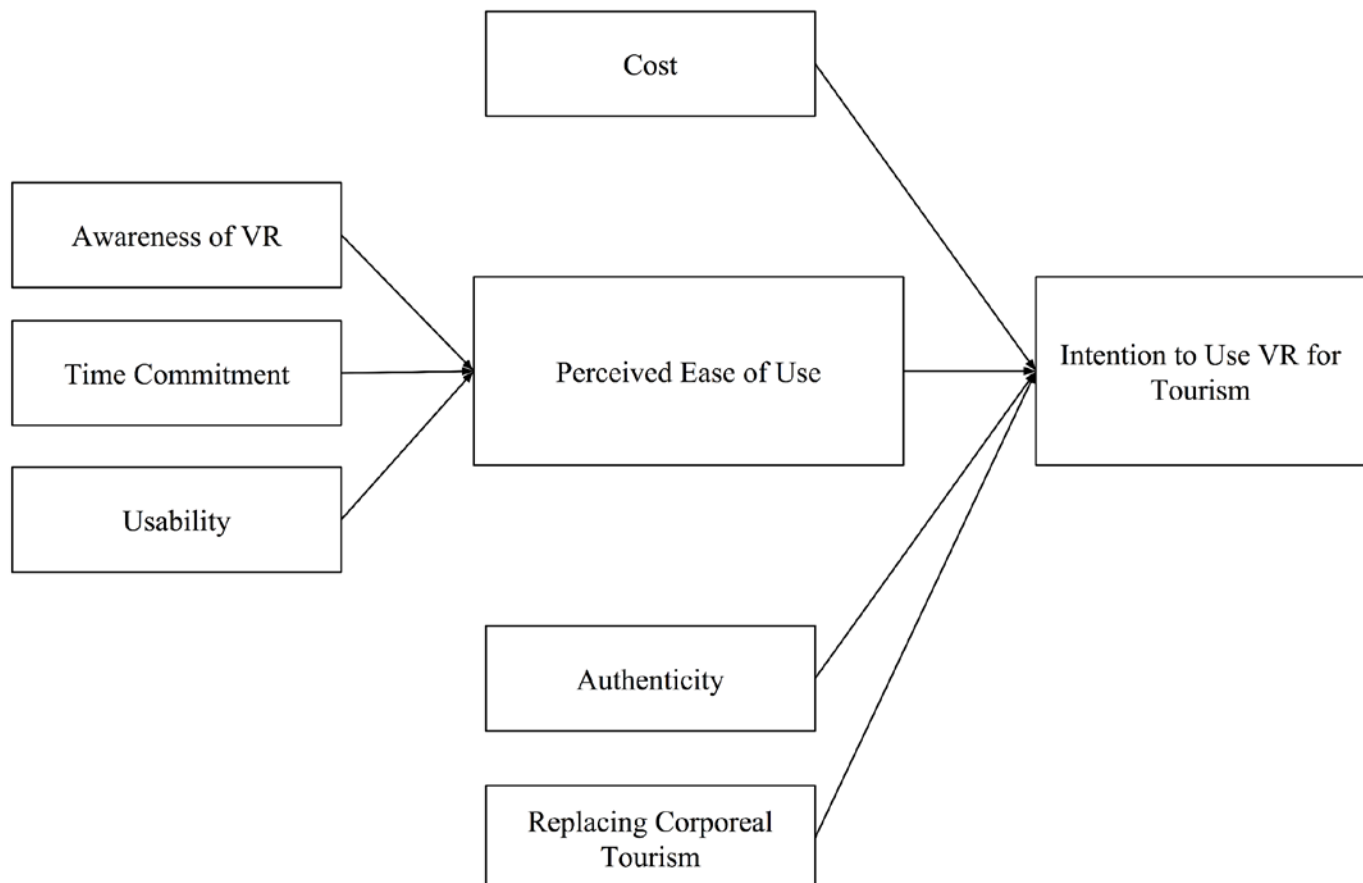 Cost
Awareness of VR
Time Commitment
Perceived Ease of Use
Intention to Use VR for
Tourism
Usability
Authenticity
Replacing Corporeal
Tourism